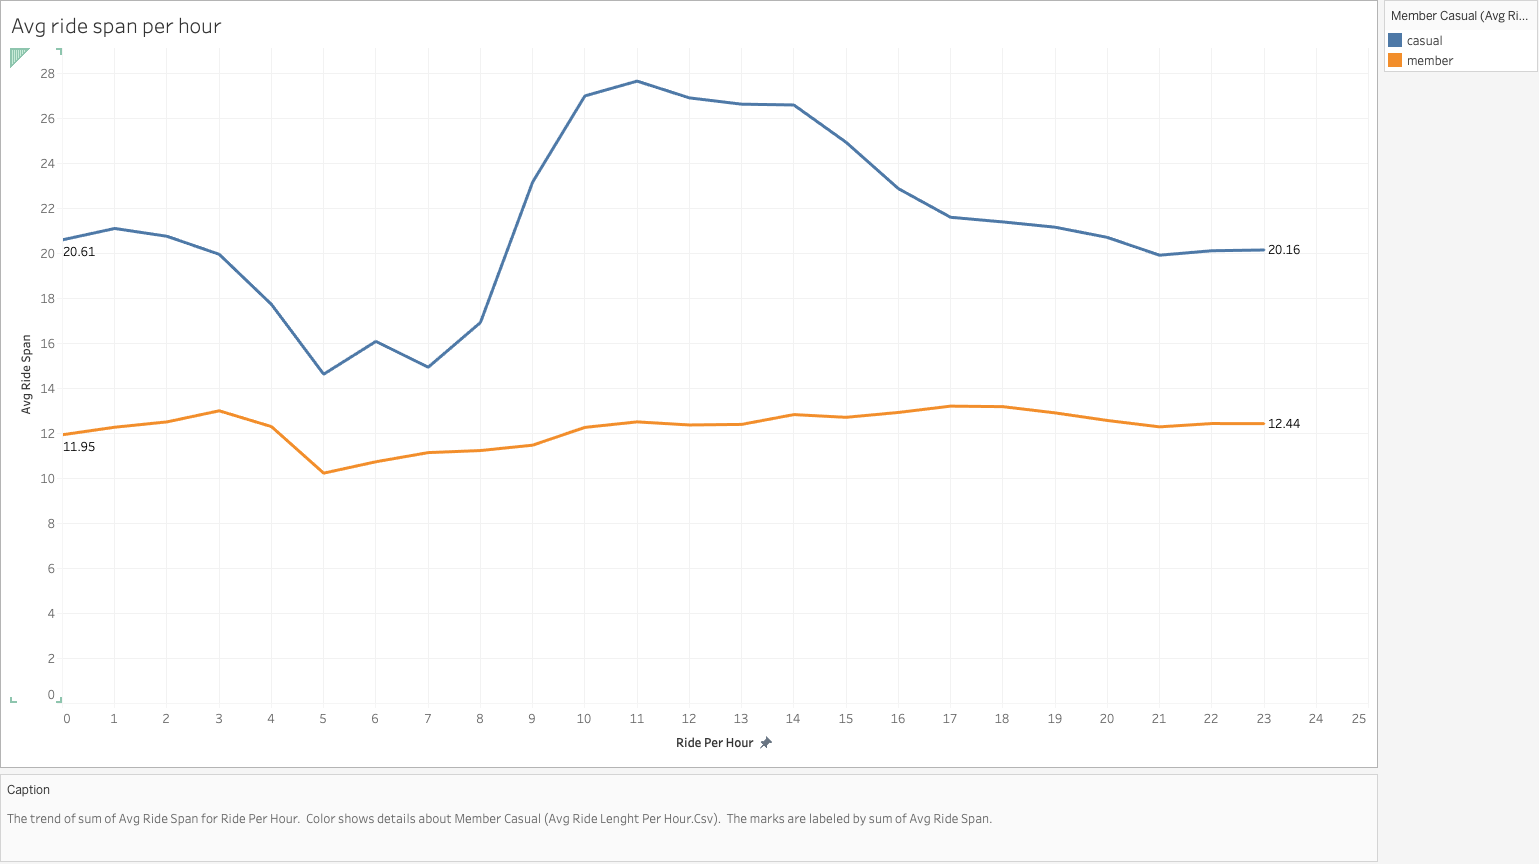 Avg ride span per hour
Member Casual (Avg Ri...
casual
member
28
26
24
22
20
18
16
14
12
10
8
6
4
2
0
Avg Ride Span
20.61
20.16
11.95
12.44
0 1 2 3 4 5 6 7 8 9 10 11 12 13 14 15 16 17 18 19 20 21 22 23 24 25
Ride Per Hour
Caption
The trend of sum of Avg Ride Span for Ride Per Hour.  Color shows details about Member Casual (Avg Ride Lenght Per Hour.Csv).  The marks are labeled by sum of Avg Ride Span.